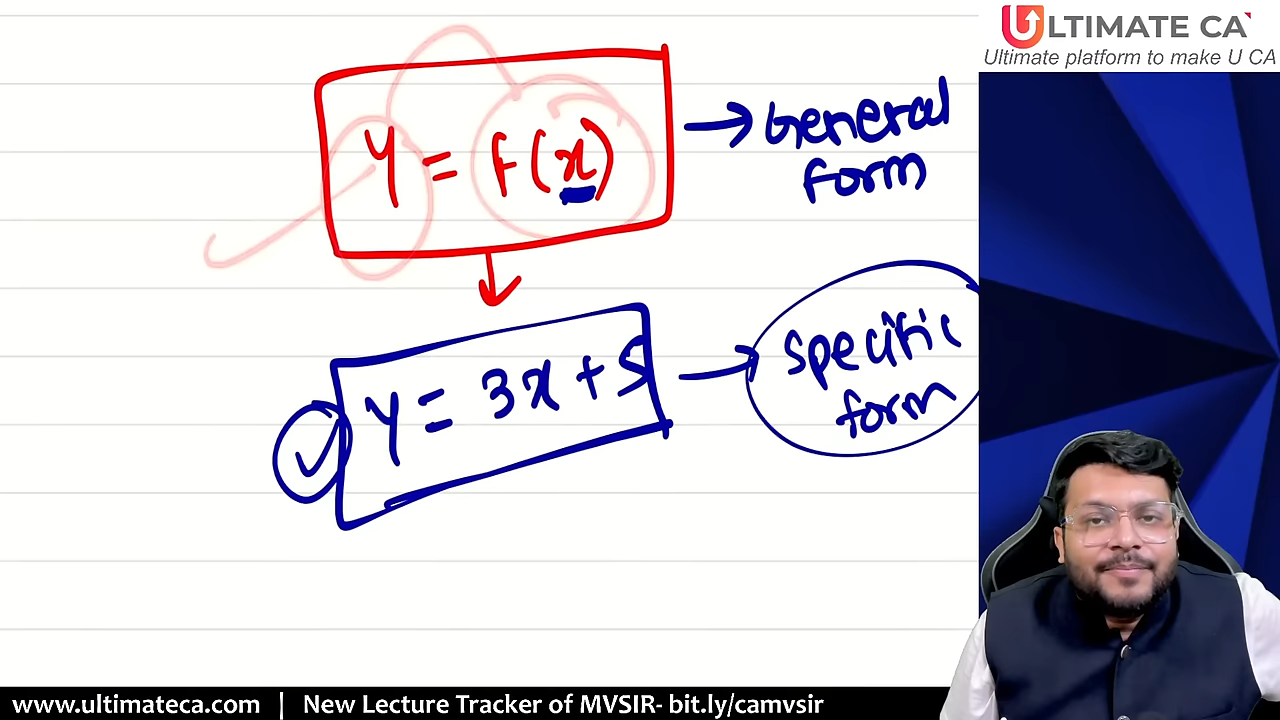 ULTIMATE CA
Ultimate platform to make U CA
y = f(x)
→ General
form
y = 3x + 5
→ Specific
form
www.ultimateca.com | New Lecture Tracker of MVSIR- bit.ly/camvsir